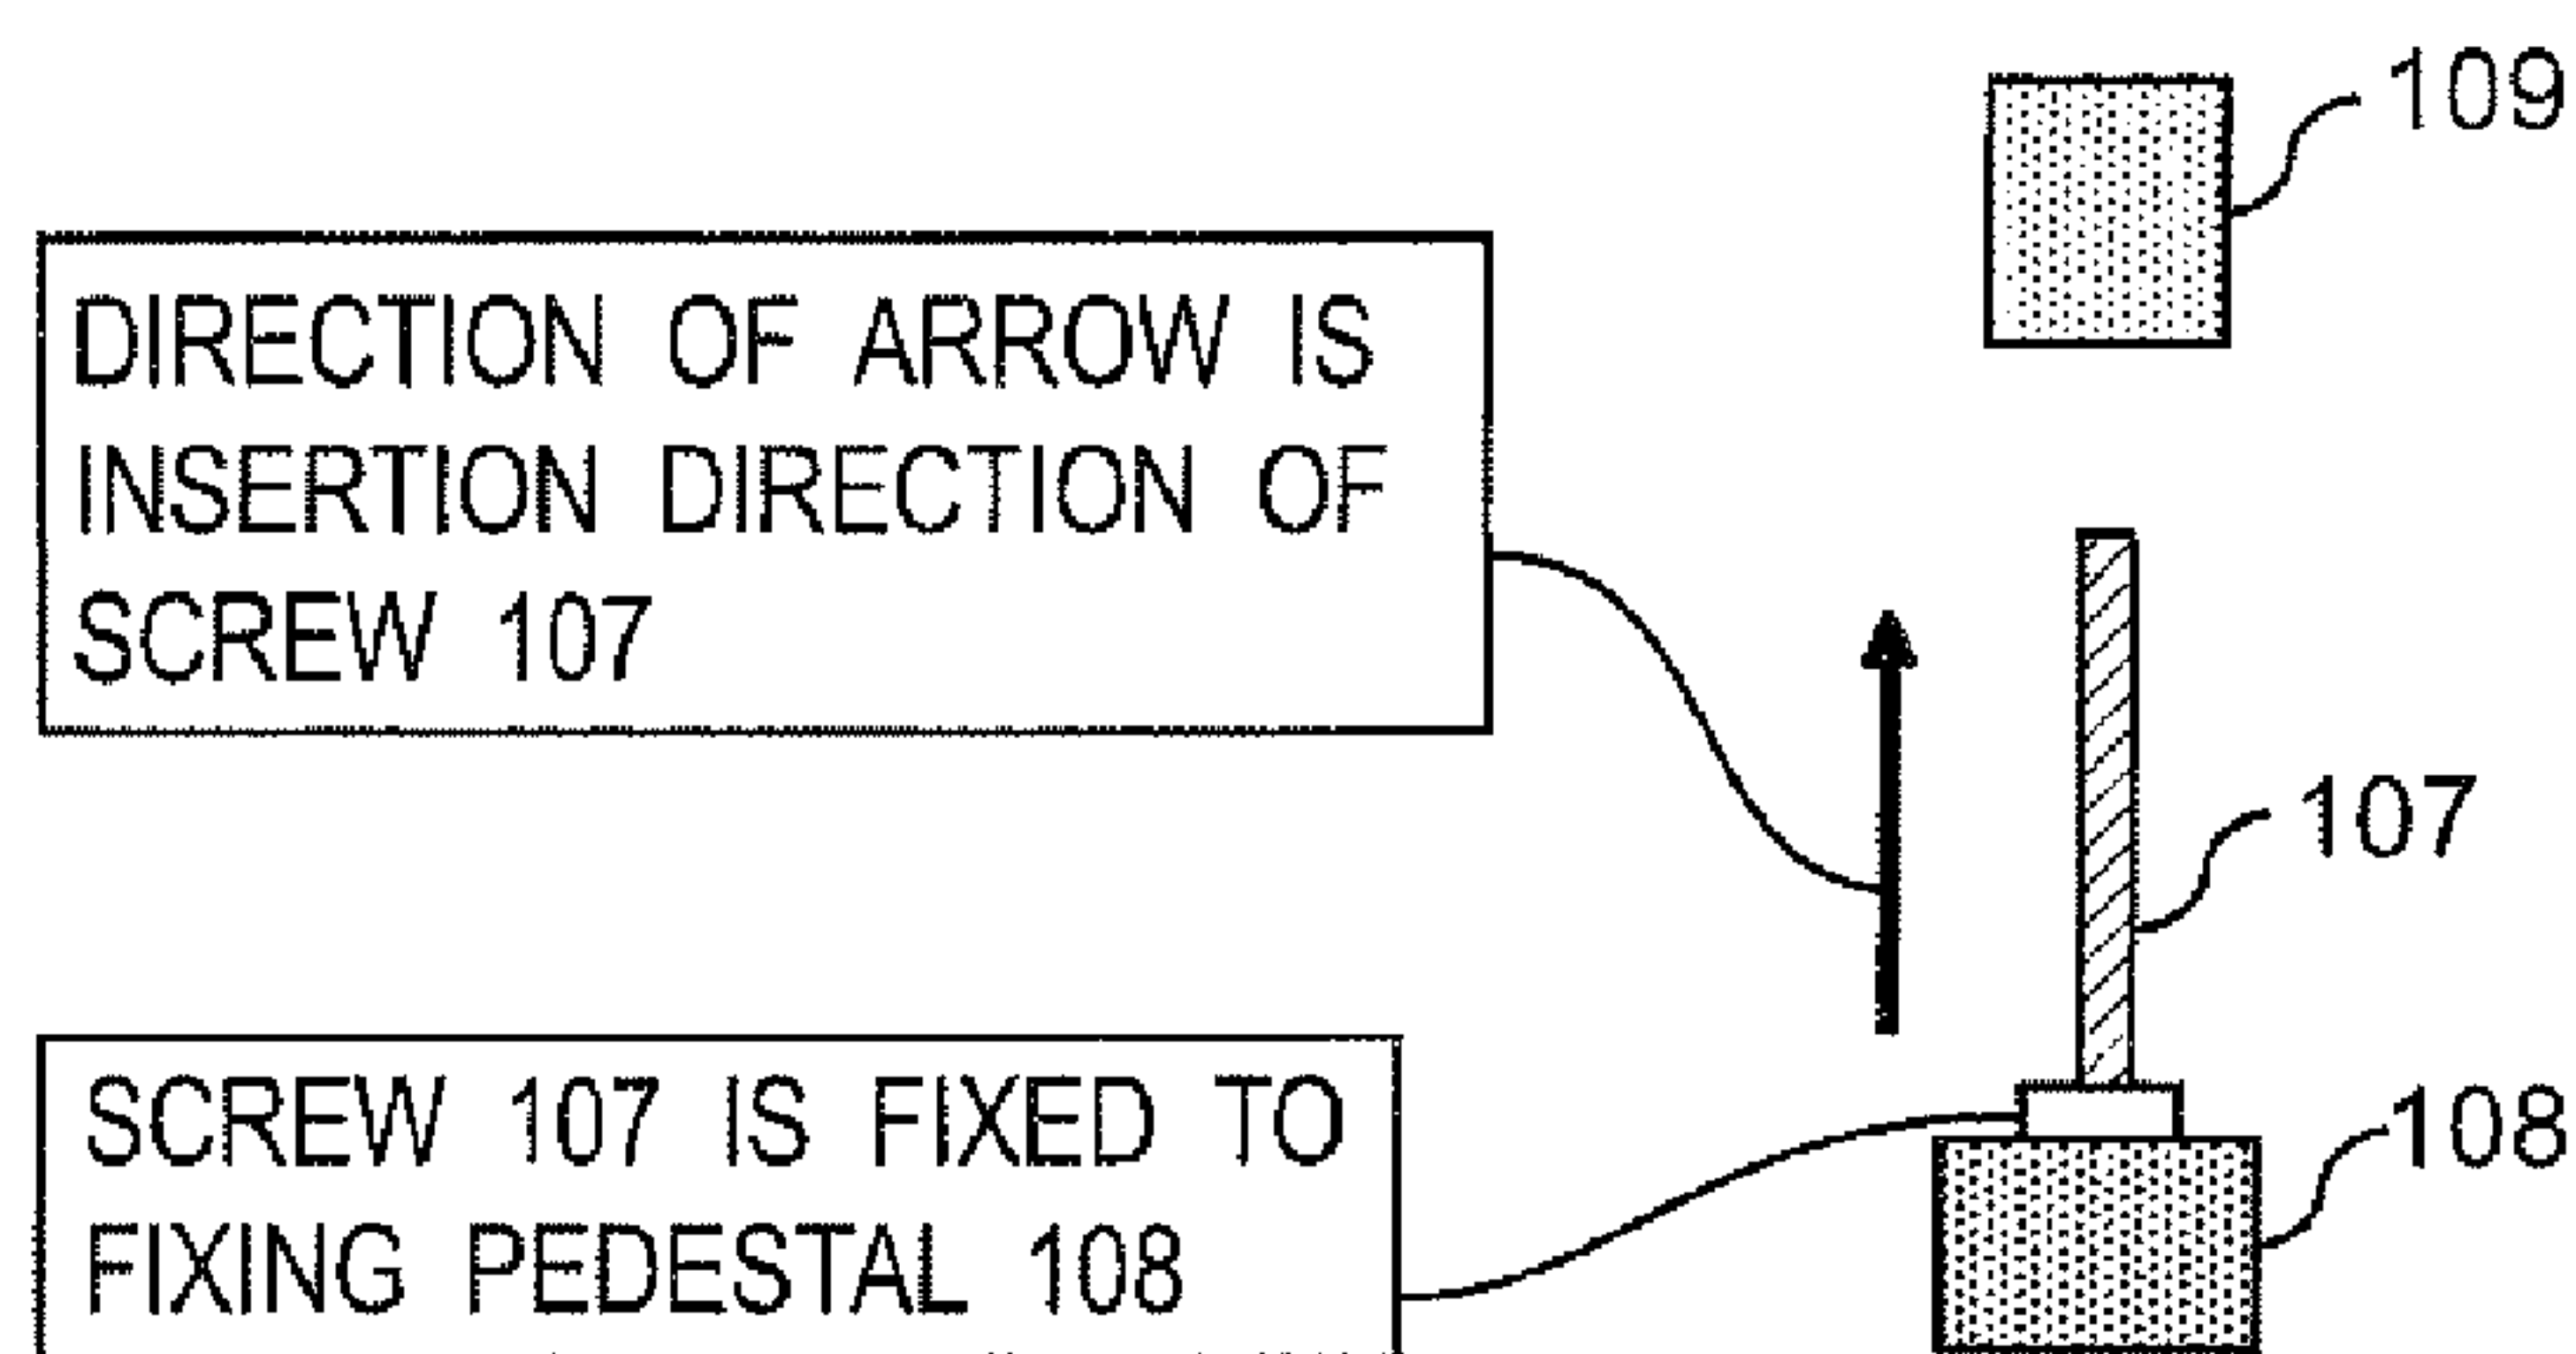 109
DIRECTION OF ARROW IS
INSERTION DIRECTION OF
SCREW 107
107
SCREW 107 IS FIXED TO
FIXING PEDESTAL 108
108